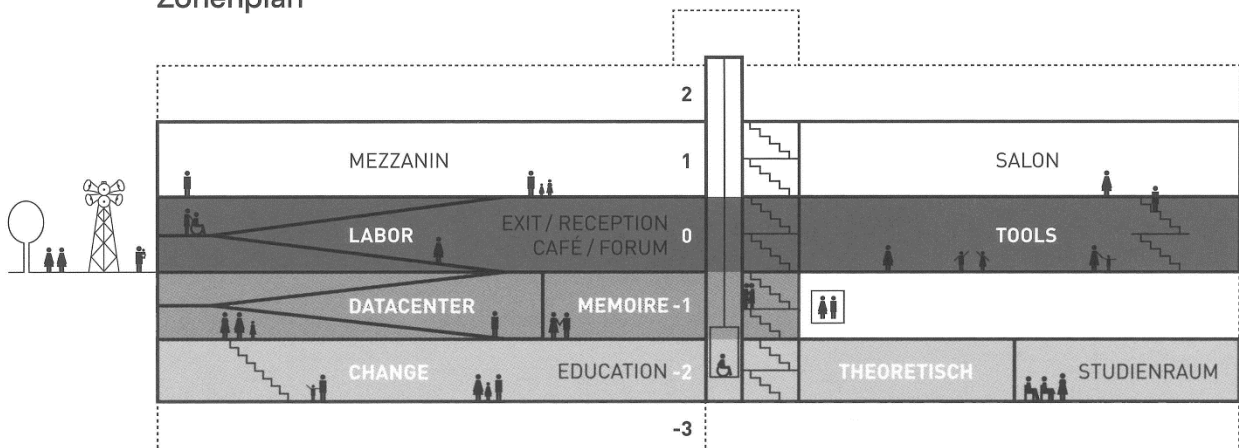 Zonenplan
2
MEZZANIN
1
SALON
LABOR
EXIT / RECEPTION
CAFÉ / FORUM
0
TOOLS
DATACENTER
MEMOIRE -1
CHANGE
EDUCATION -2
THEORETISCH
STUDIENRAUM
-3